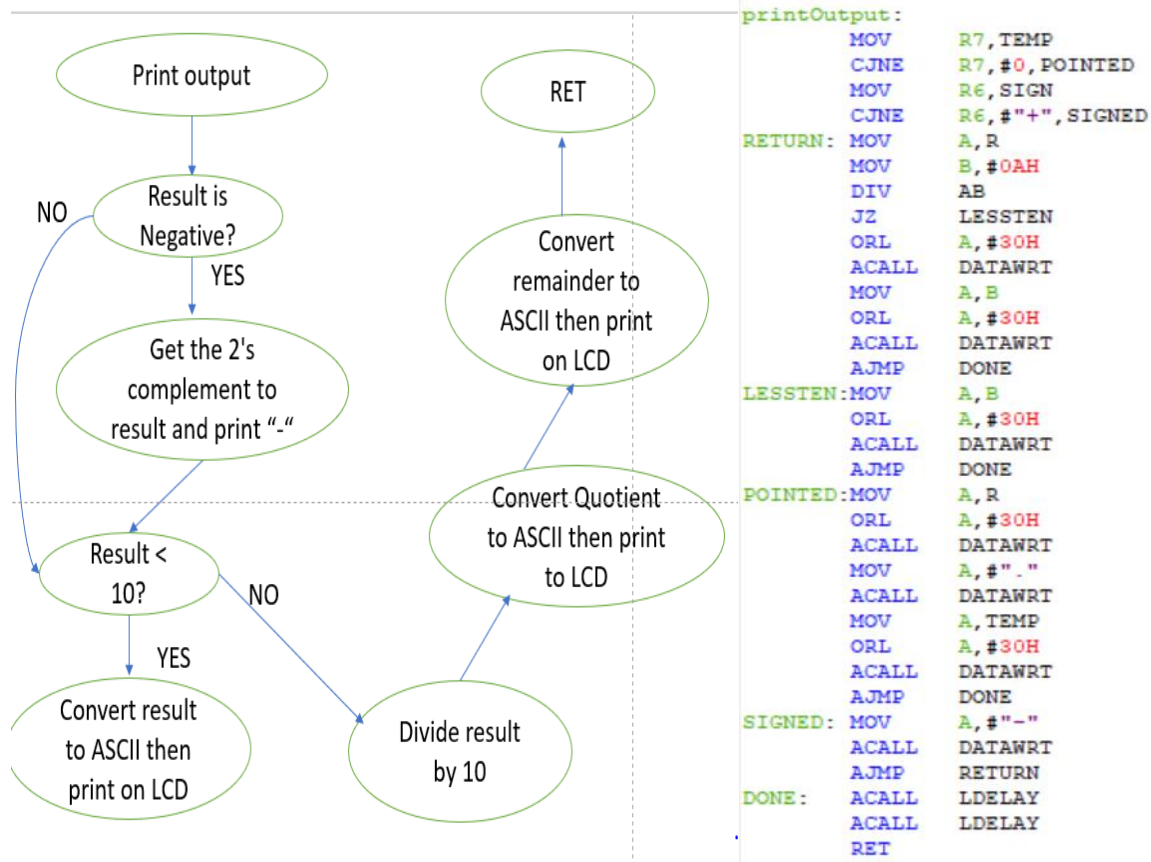 Print output
Result is
Negative?
NO
YES
Get the 2's
complement to
result and print “-“
Result <
10?
NO
YES
Convert result
to ASCII then
print on LCD
Divide result
by 10
Convert Quotient
to ASCII then print
to LCD
Convert
remainder to
ASCII then print
on LCD
RET
printOutput:
MOV R7,TEMP
CJNE R7,#0,POINTED
MOV R6,SIGN
CJNE R6,#"+",SIGNED
RETURN: MOV A,R
MOV B,#0AH
DIV AB
JZ LESSTEN
ORL A,#30H
ACALL DATAWRT
MOV A,B
ORL A,#30H
ACALL DATAWRT
AJMP DONE
LESSTEN:MOV A,B
ORL A,#30H
ACALL DATAWRT
AJMP DONE
POINTED:MOV A,R
ORL A,#30H
ACALL DATAWRT
MOV A,#"."
ACALL DATAWRT
MOV A,TEMP
ORL A,#30H
ACALL DATAWRT
AJMP DONE
SIGNED: MOV A,#"-"
ACALL DATAWRT
AJMP RETURN
DONE: ACALL LDELAY
ACALL LDELAY
RET